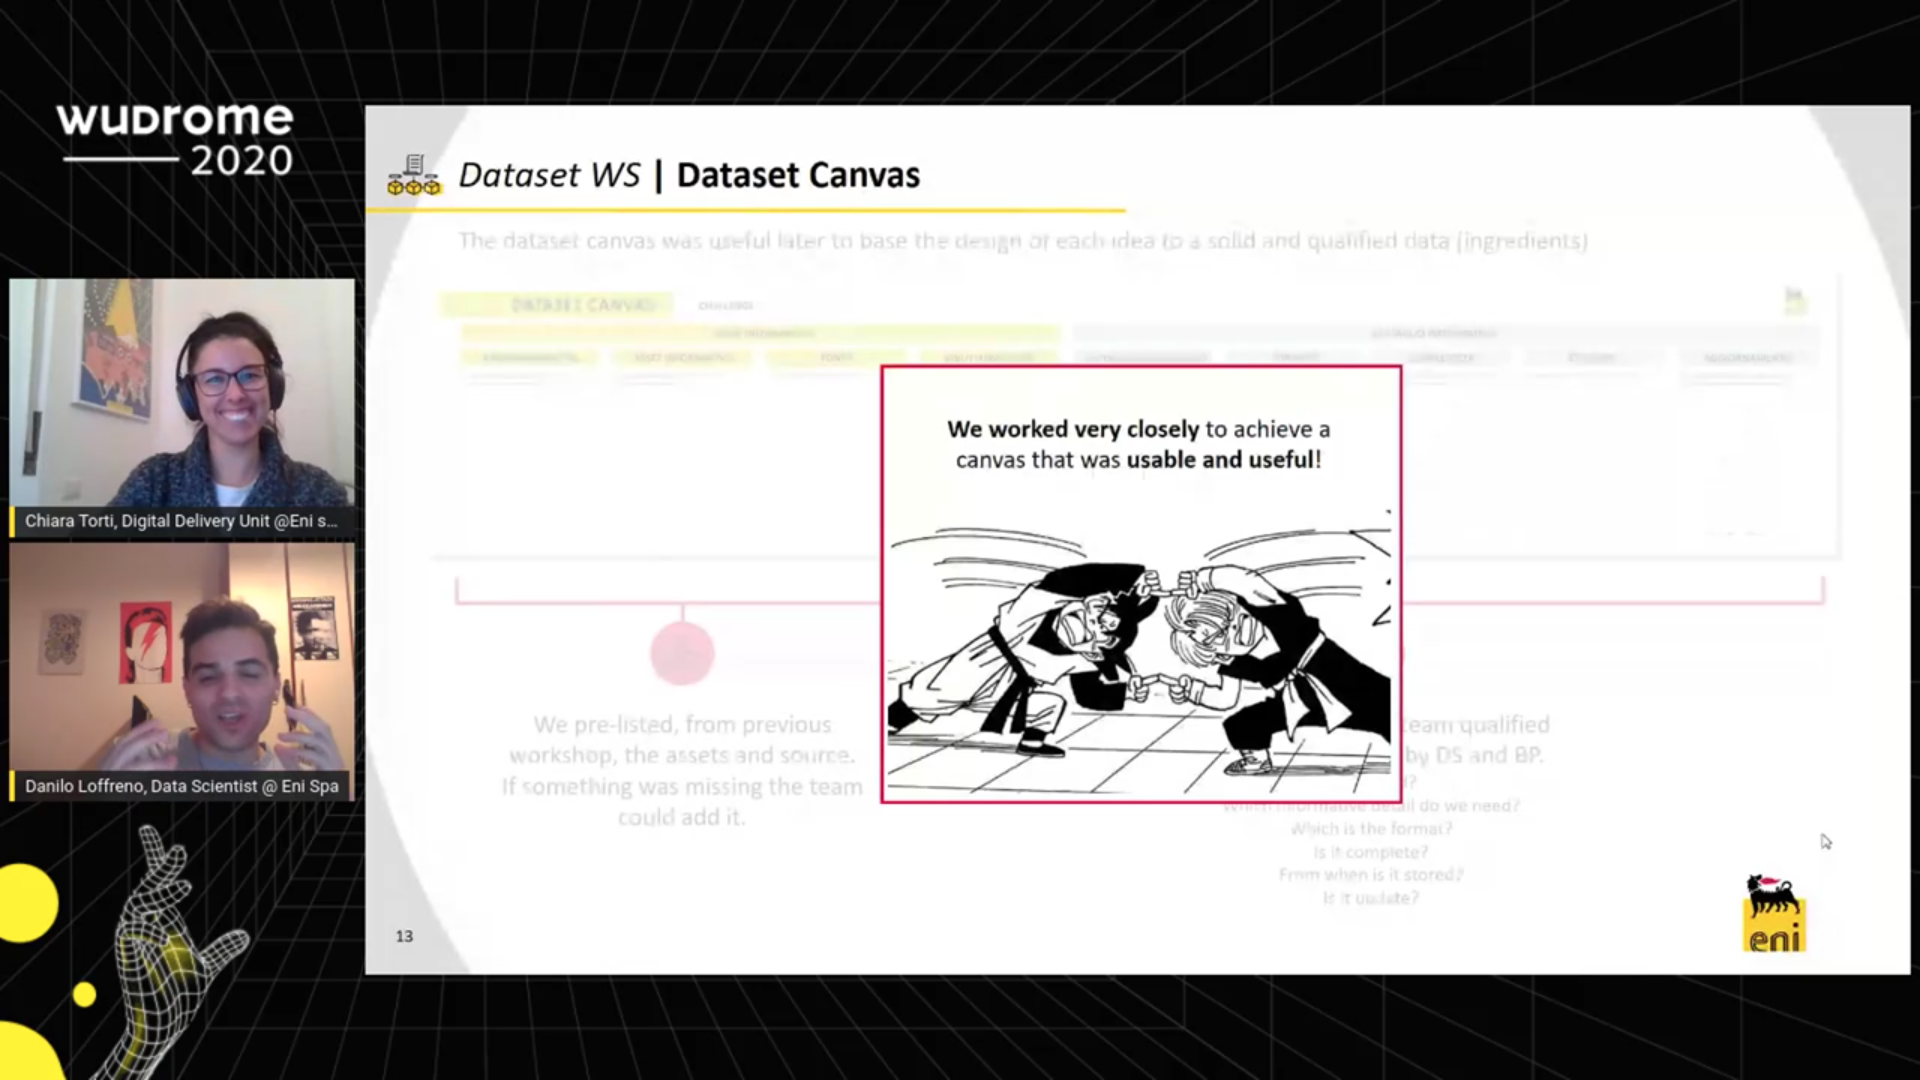 wuDrome
2020
Dataset WS | Dataset Canvas
The dataset canvas was useful later to base the design of each idea to a solid and qualified data (ingredients)
DATASET CANVAS
CHALLENGE
We worked very closely to achieve a
canvas that was usable and useful!
Chiara Torti, Digital Delivery Unit @Eni s...
Danilo Loffreno, Data Scientist @ Eni Spa
We pre-listed, from previous
workshop, the assets and source.
If something was missing the team
could add it.
team qualified
by DS and BP.
?
detail do we need?
Which is the format?
Is it complete?
From when is it stored?
Is it update?
13
eni